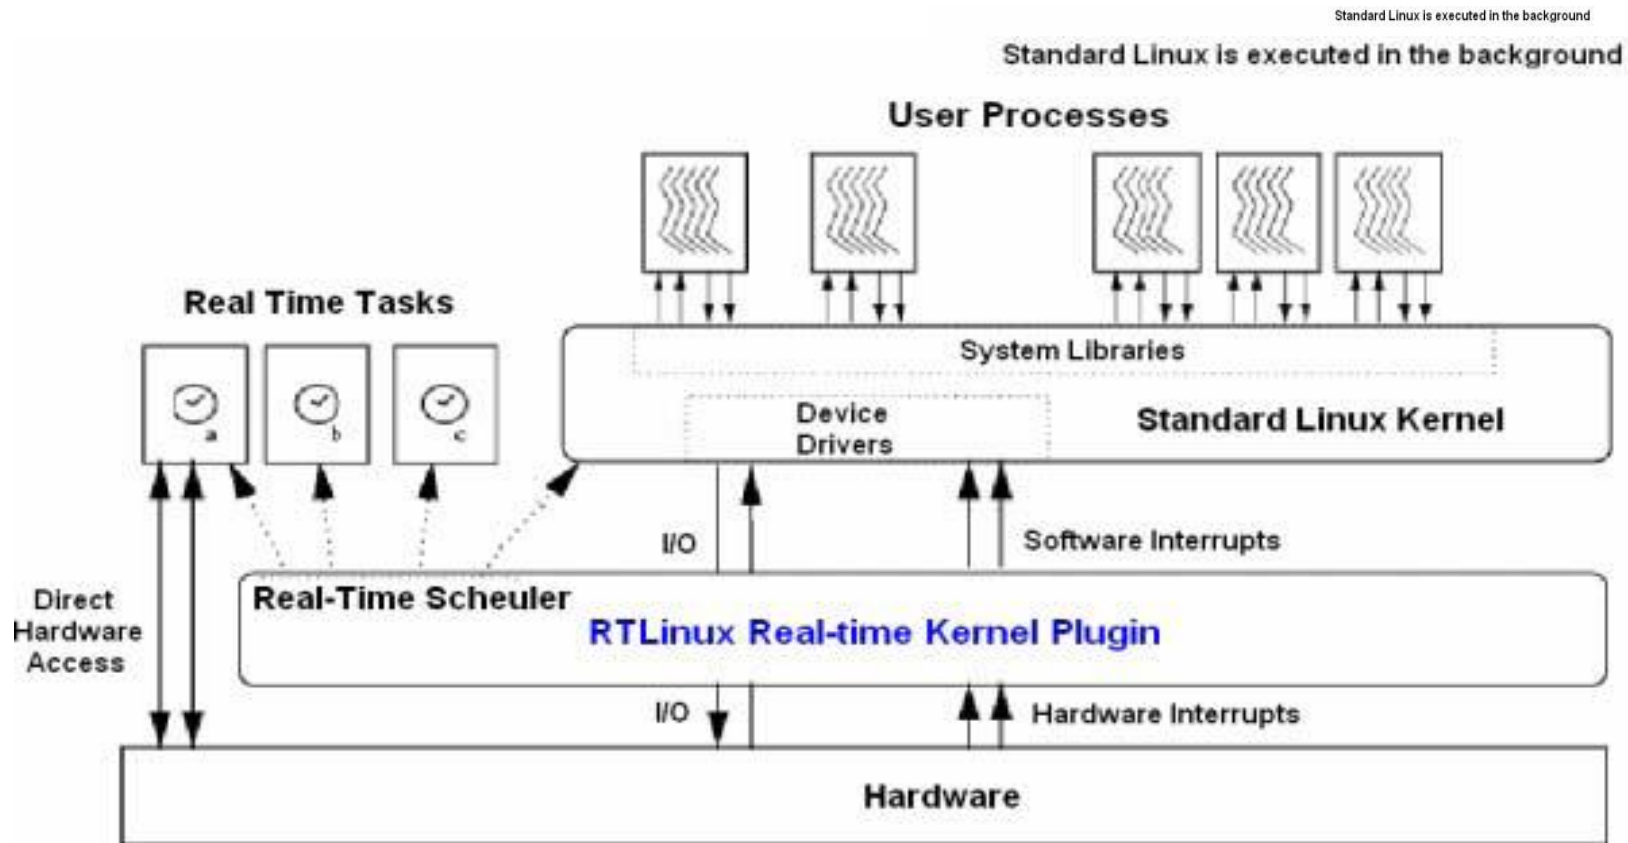 Standard Linux is executed in the background
Standard Linux is executed in the background
User Processes
Real Time Tasks
System Libraries
a
b
c
Device
Drivers
Standard Linux Kernel
I/O
Software Interrupts
Direct
Hardware
Access
Real-Time Scheuler
RTLinux Real-time Kernel Plugin
I/O
Hardware Interrupts
Hardware